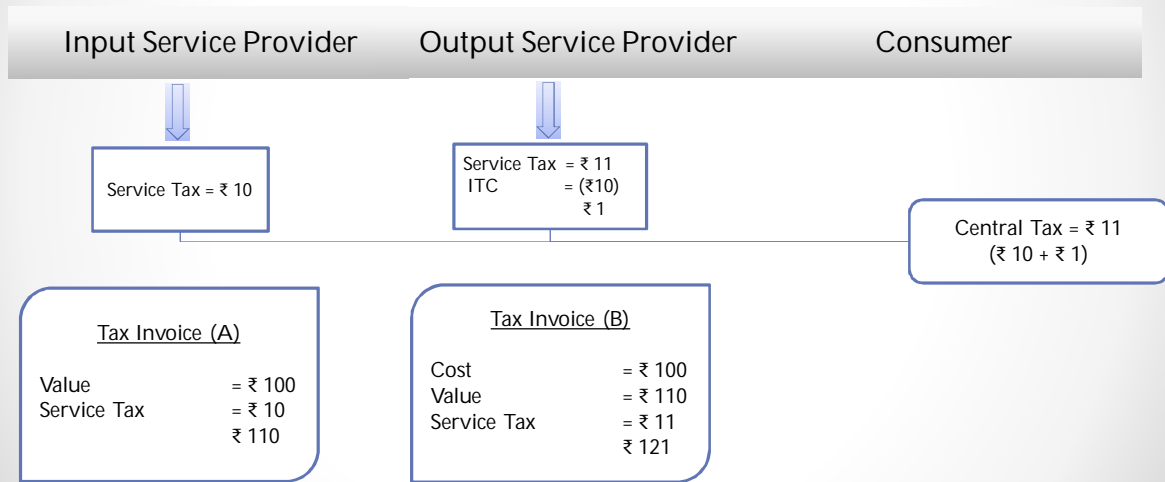 Input Service Provider Output Service Provider Consumer
Service Tax = ₹ 10
Service Tax = ₹ 11
ITC = (₹10)
₹ 1
Central Tax = ₹ 11
(₹ 10 + ₹ 1)
Tax Invoice (A)
Value = ₹ 100
Service Tax = ₹ 10
₹ 110
Tax Invoice (B)
Cost = ₹ 100
Value = ₹ 110
Service Tax = ₹ 11
₹ 121